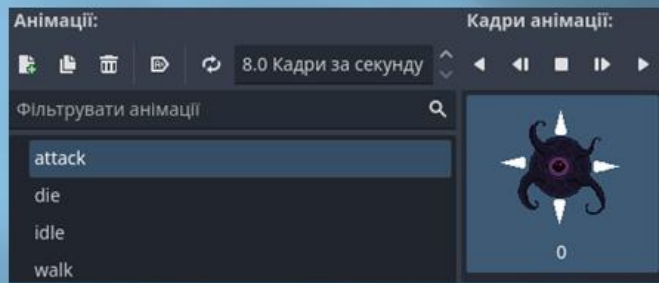 Анімації:
Кадри анімації:
8.0 Кадри за секунду
Фільтрувати анімації
attack
die
idle
walk
0